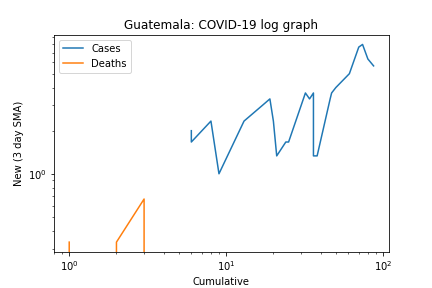 Guatemala: COVID-19 log graph
Cases
Deaths
New (3 day SMA)
10⁰
10⁰
10¹
10²
Cumulative